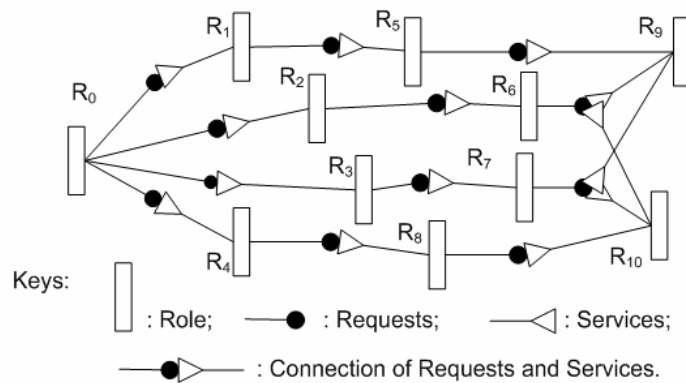 R1
R5
R9
R0
R2
R6
R3
R7
R4
R8
R10
Keys:
: Role;
: Requests;
: Services;
: Connection of Requests and Services.